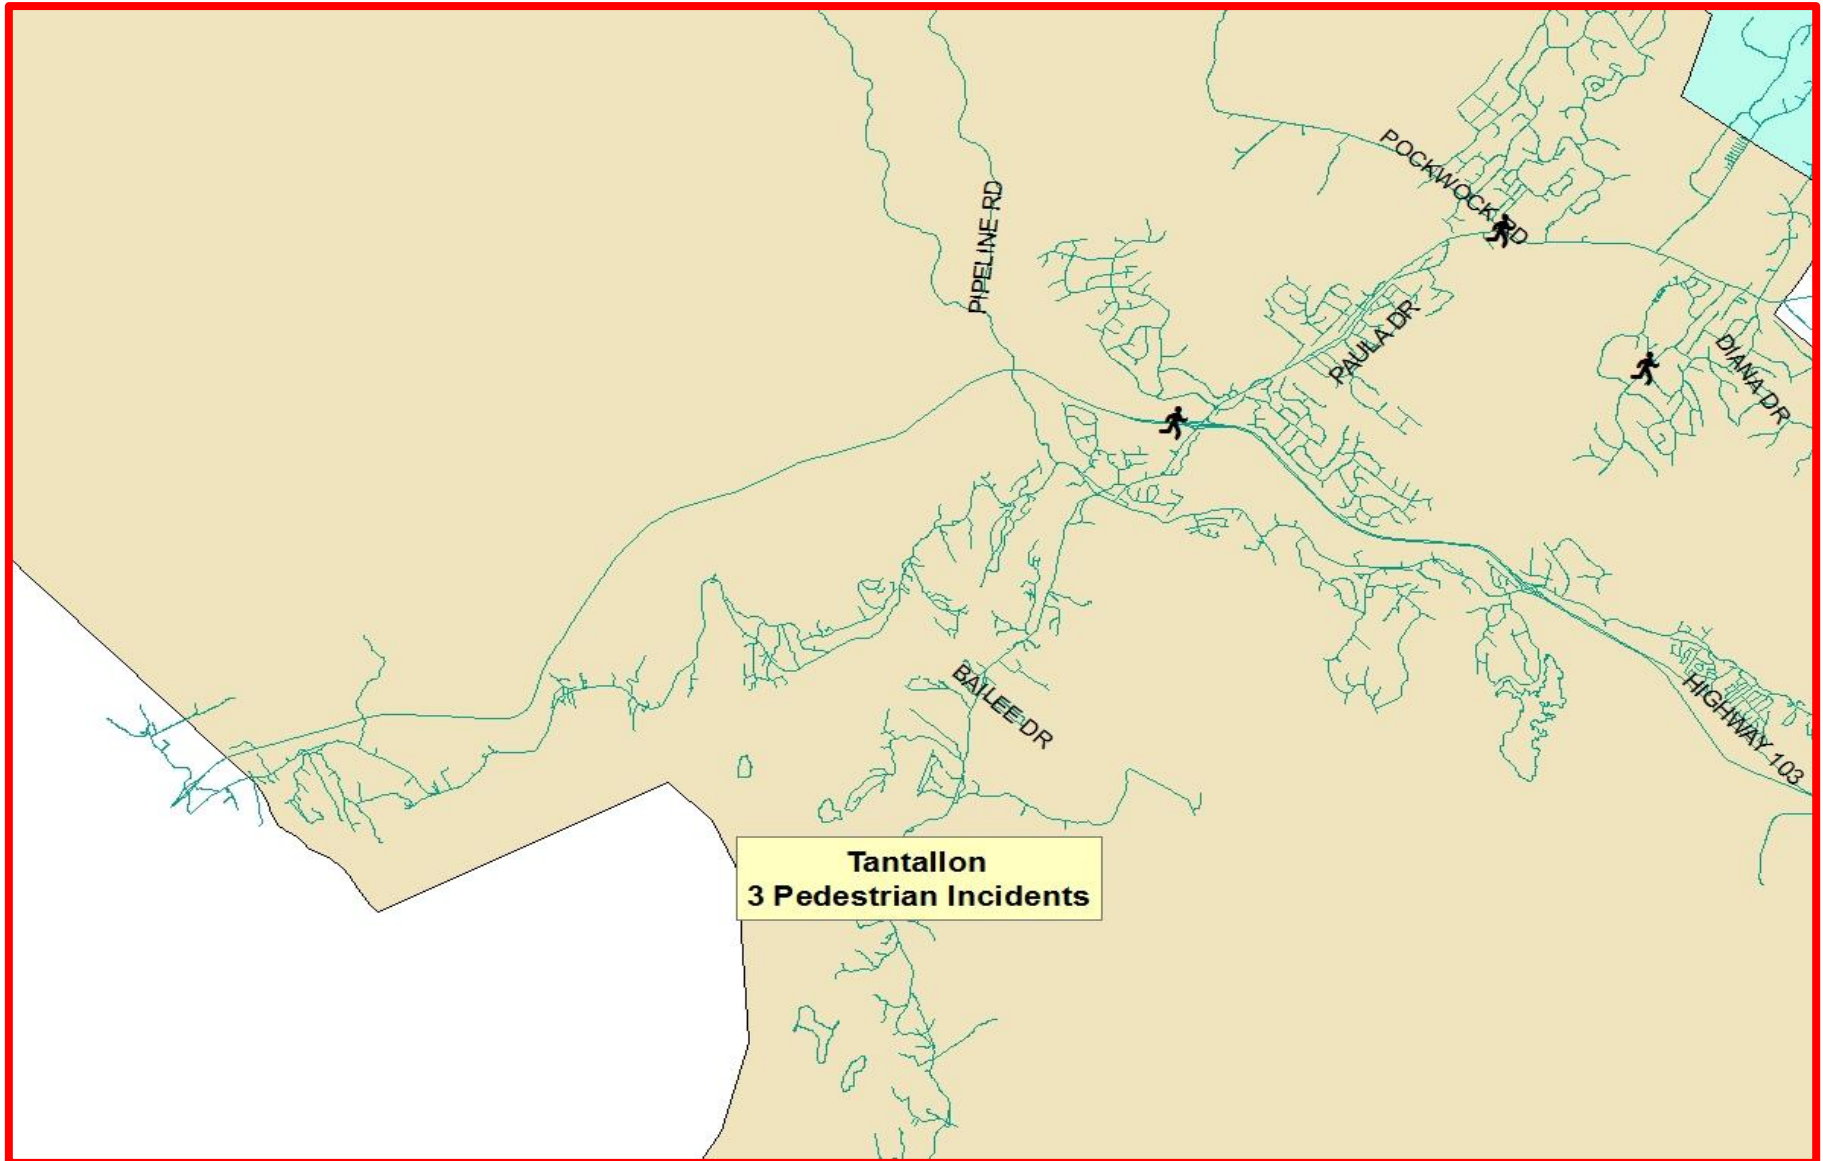 POCKWOCK RD
PIPELINE RD
PAULA DR
DIANA DR
BAILEE DR
HIGHWAY 103
Tantallon
3 Pedestrian Incidents